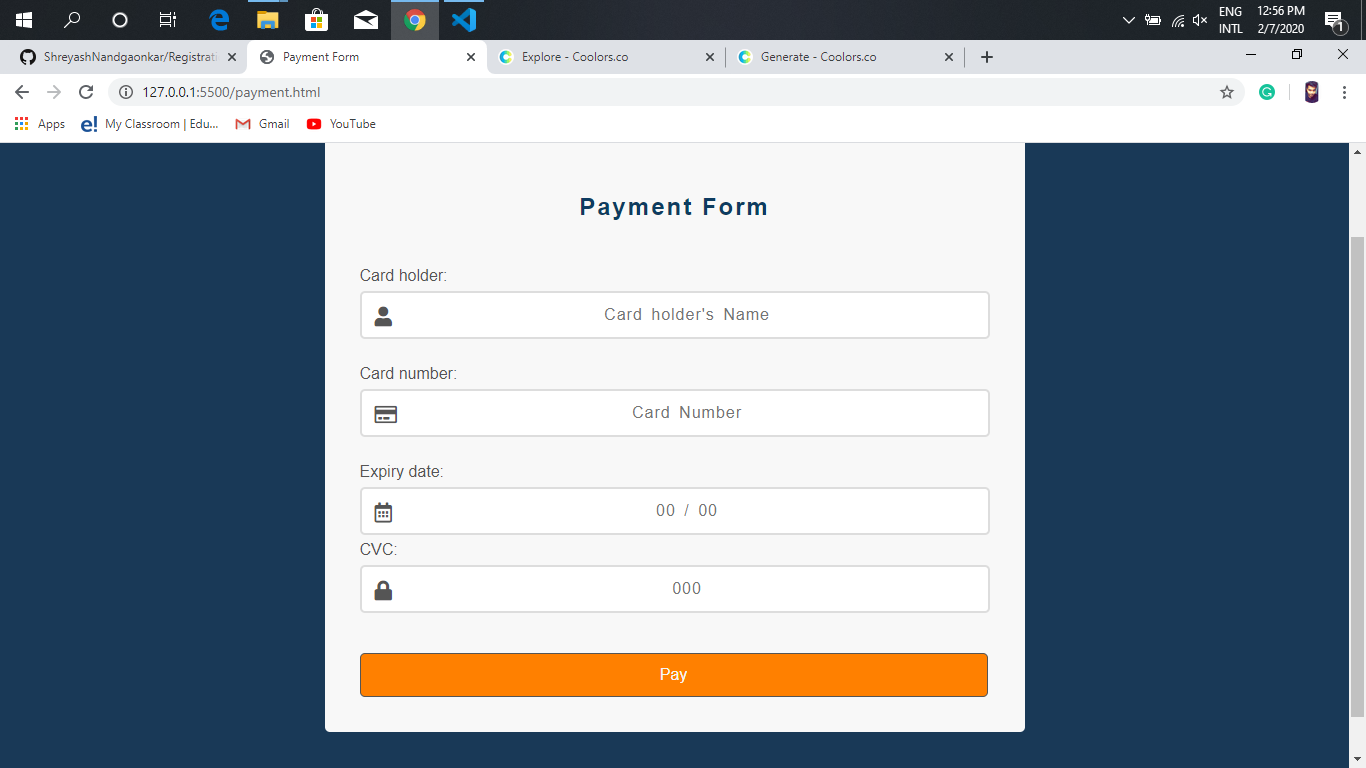 ENG 12:56 PM
INTL 2/7/2020
1
ShreyashNandgaonkar/Registrati
Payment Form
Explore - Coolors.co
Generate - Coolors.co
127.0.0.1:5500/payment.html
Apps
e! My Classroom | Edu...
Gmail
YouTube
Payment Form
Card holder:
Card holder's Name
Card number:
Card Number
Expiry date:
00 / 00
CVC:
000
Pay